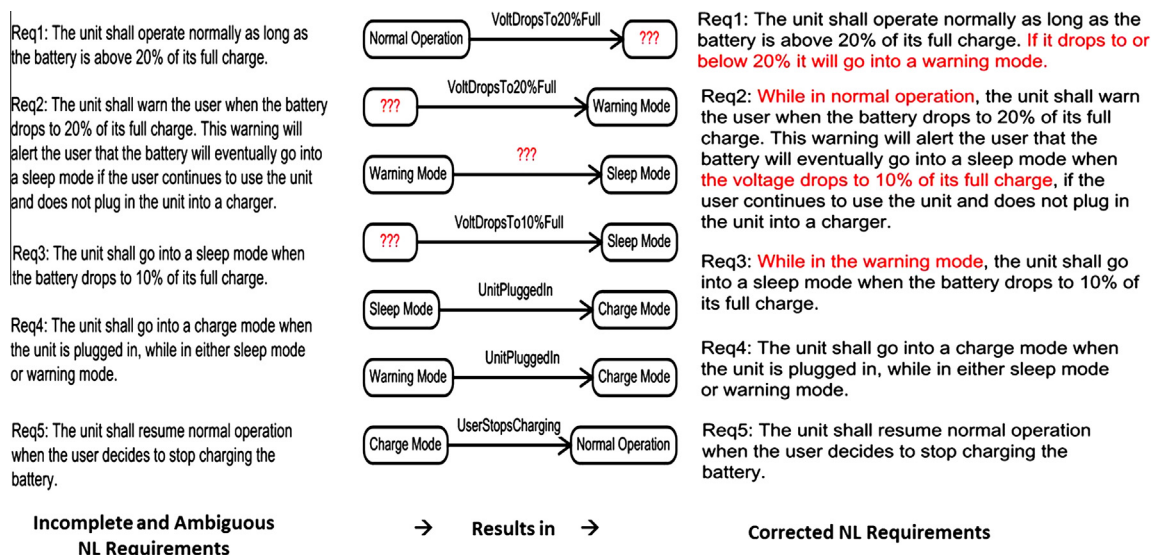 Req1: The unit shall operate normally as long as
the battery is above 20% of its full charge.
Req2: The unit shall warn the user when the battery
drops to 20% of its full charge. This warning will
alert the user that the battery will eventually go into
a sleep mode if the user continues to use the unit
and does not plug in the unit into a charger.
Req3: The unit shall go into a sleep mode when
the battery drops to 10% of its full charge.
Req4: The unit shall go into a charge mode when
the unit is plugged in, while in either sleep mode
or warning mode.
Req5: The unit shall resume normal operation
when the user decides to stop charging the
battery.
Incomplete and Ambiguous
NL Requirements
Normal Operation VoltDropsTo20%Full ???
??? VoltDropsTo20%Full Warning Mode
Warning Mode ??? Sleep Mode
??? VoltDropsTo10%Full Sleep Mode
Sleep Mode UnitPluggedIn Charge Mode
Warning Mode UnitPluggedIn Charge Mode
Charge Mode UserStopsCharging Normal Operation
→ Results in →
Req1: The unit shall operate normally as long as the
battery is above 20% of its full charge. If it drops to or
below 20% it will go into a warning mode.
Req2: While in normal operation, the unit shall warn
the user when the battery drops to 20% of its full
charge. This warning will alert the user that the
battery will eventually go into a sleep mode when
the voltage drops to 10% of its full charge, if the
user continues to use the unit and does not plug in
the unit into a charger.
Req3: While in the warning mode, the unit shall go
into a sleep mode when the battery drops to 10% of
its full charge.
Req4: The unit shall go into a charge mode when
the unit is plugged in, while in either sleep mode
or warning mode.
Req5: The unit shall resume normal operation
when the user decides to stop charging the
battery.
Corrected NL Requirements